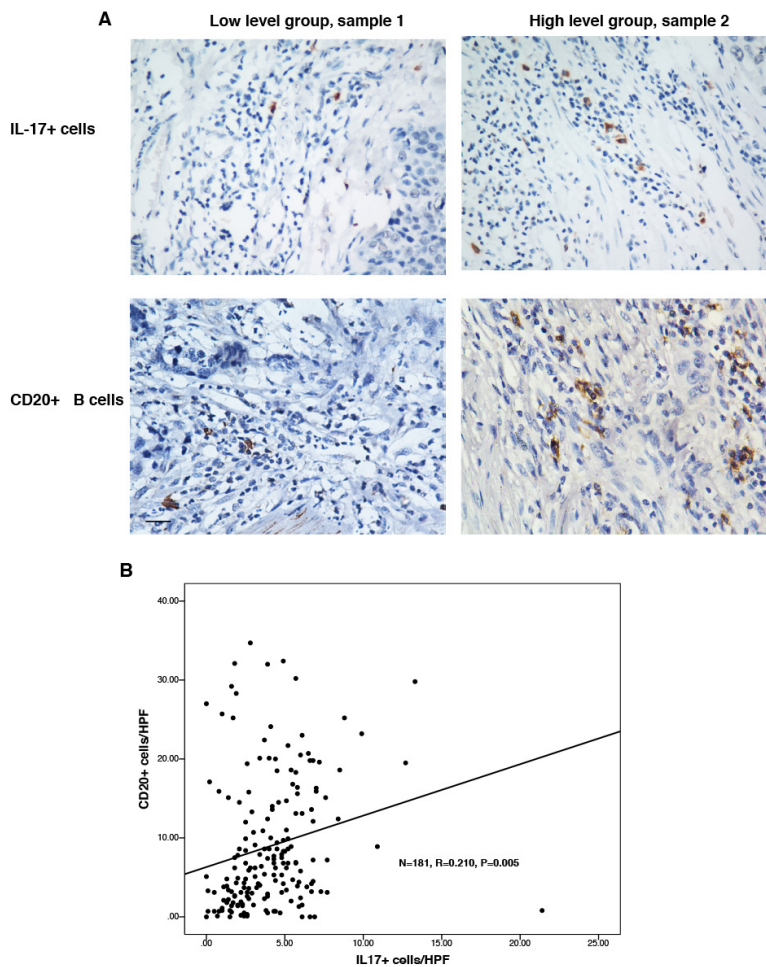 A
Low level group, sample 1
High level group, sample 2
IL-17+ cells
CD20+ B cells
B
40.00
30.00
20.00
10.00
.00
CD20+ cells/HPF
N=181, R=0.210, P=0.005
.00 5.00 10.00 15.00 20.00 25.00
IL17+ cells/HPF